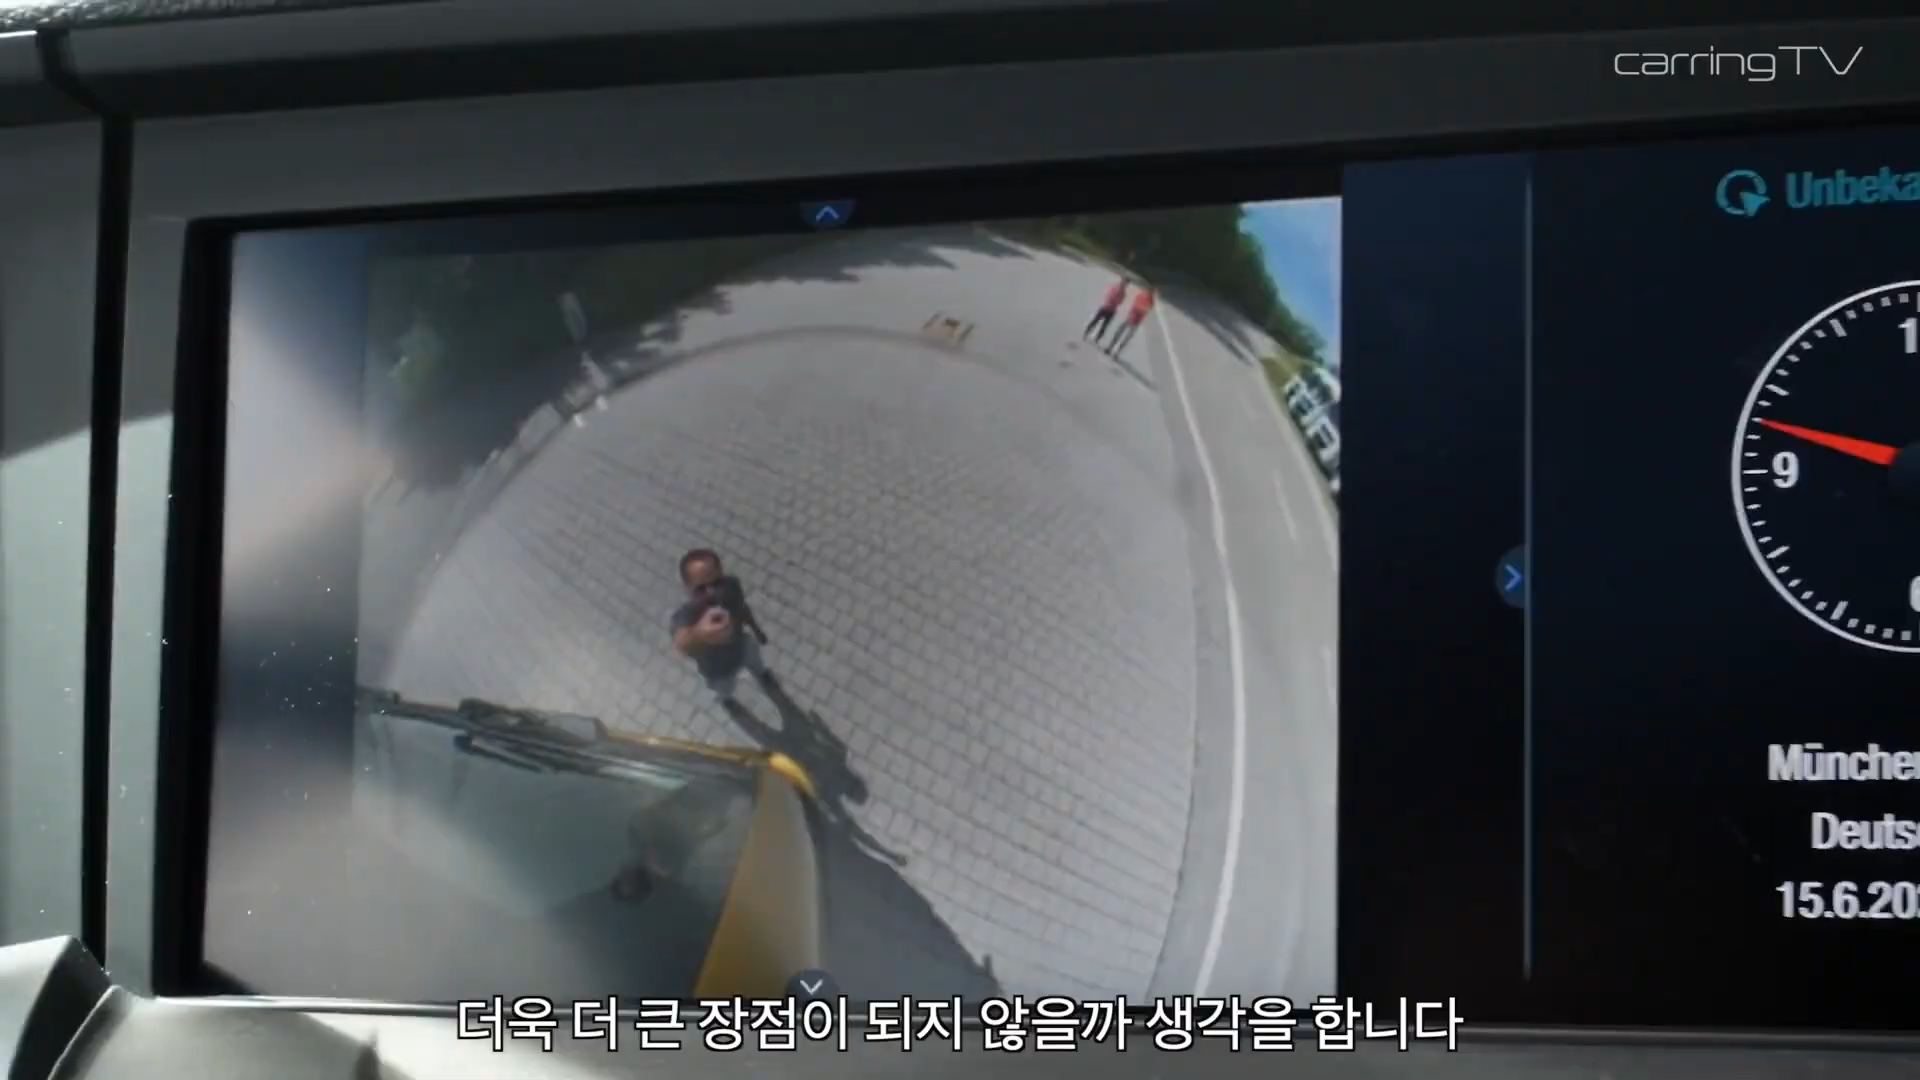 carringTV
Unbeka
1
9
6
München
Deuts
15.6.20
더욱 더 큰 장점이 되지 않을까 생각을 합니다